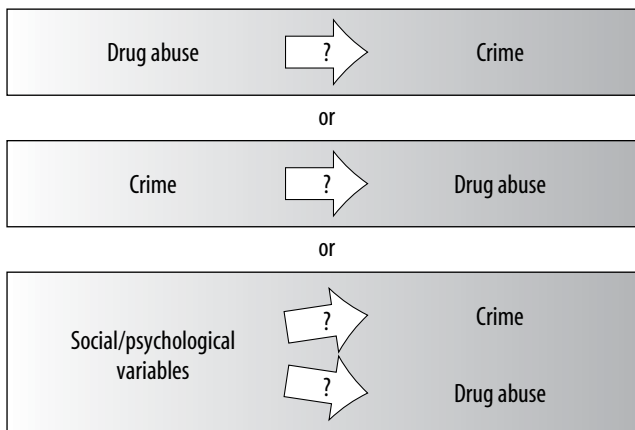 Drug abuse ? Crime
or
Crime ? Drug abuse
or
Social/psychological
variables
? Crime
? Drug abuse